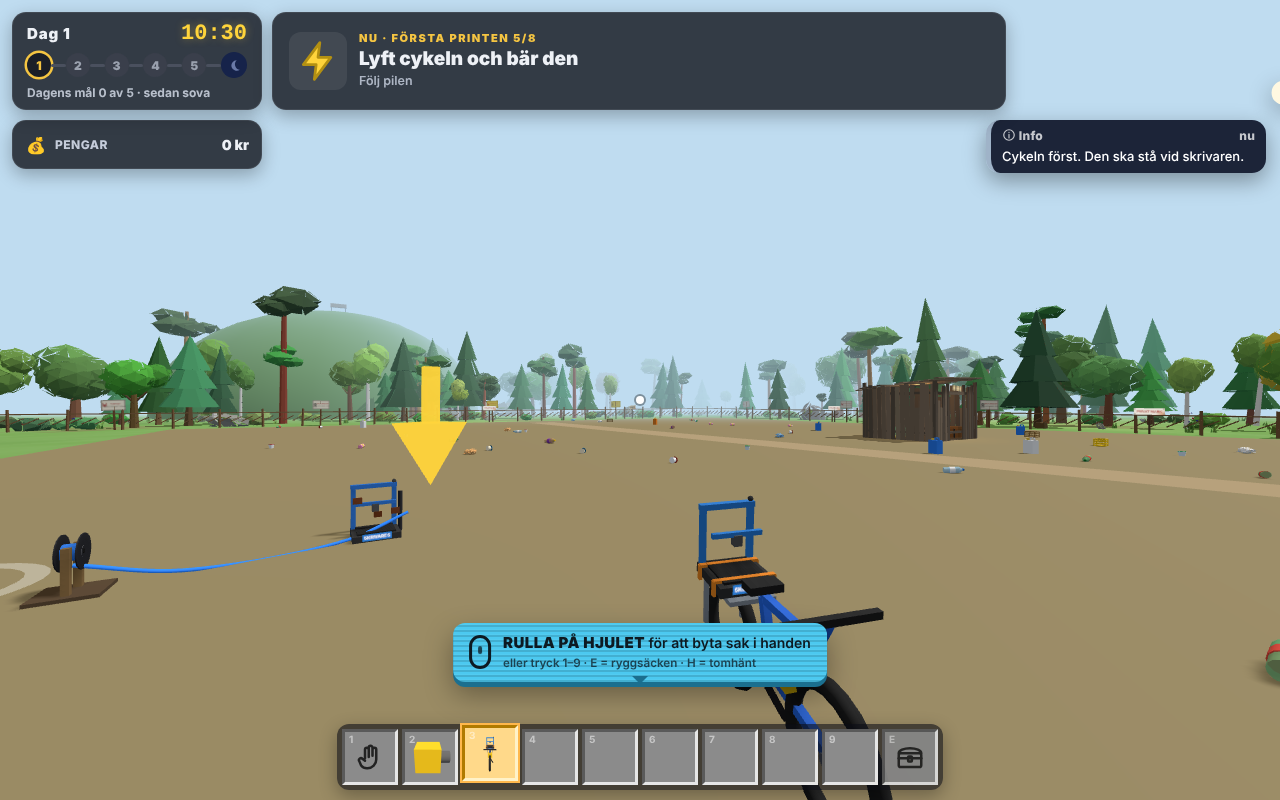 Dag 1
10:30
1 2 3 4 5
Dagens mål 0 av 5 · sedan sova
PENGAR
0 kr
NU · FÖRSTA PRINTEN 5/8
Lyft cykeln och bär den
Följ pilen
Info
nu
Cykeln först. Den ska stå vid skrivaren.
RULLA PÅ HJULET för att byta sak i handen
eller tryck 1–9 · E = ryggsäcken · H = tomhänt
1 2 3 4 5 6 7 8 9 E